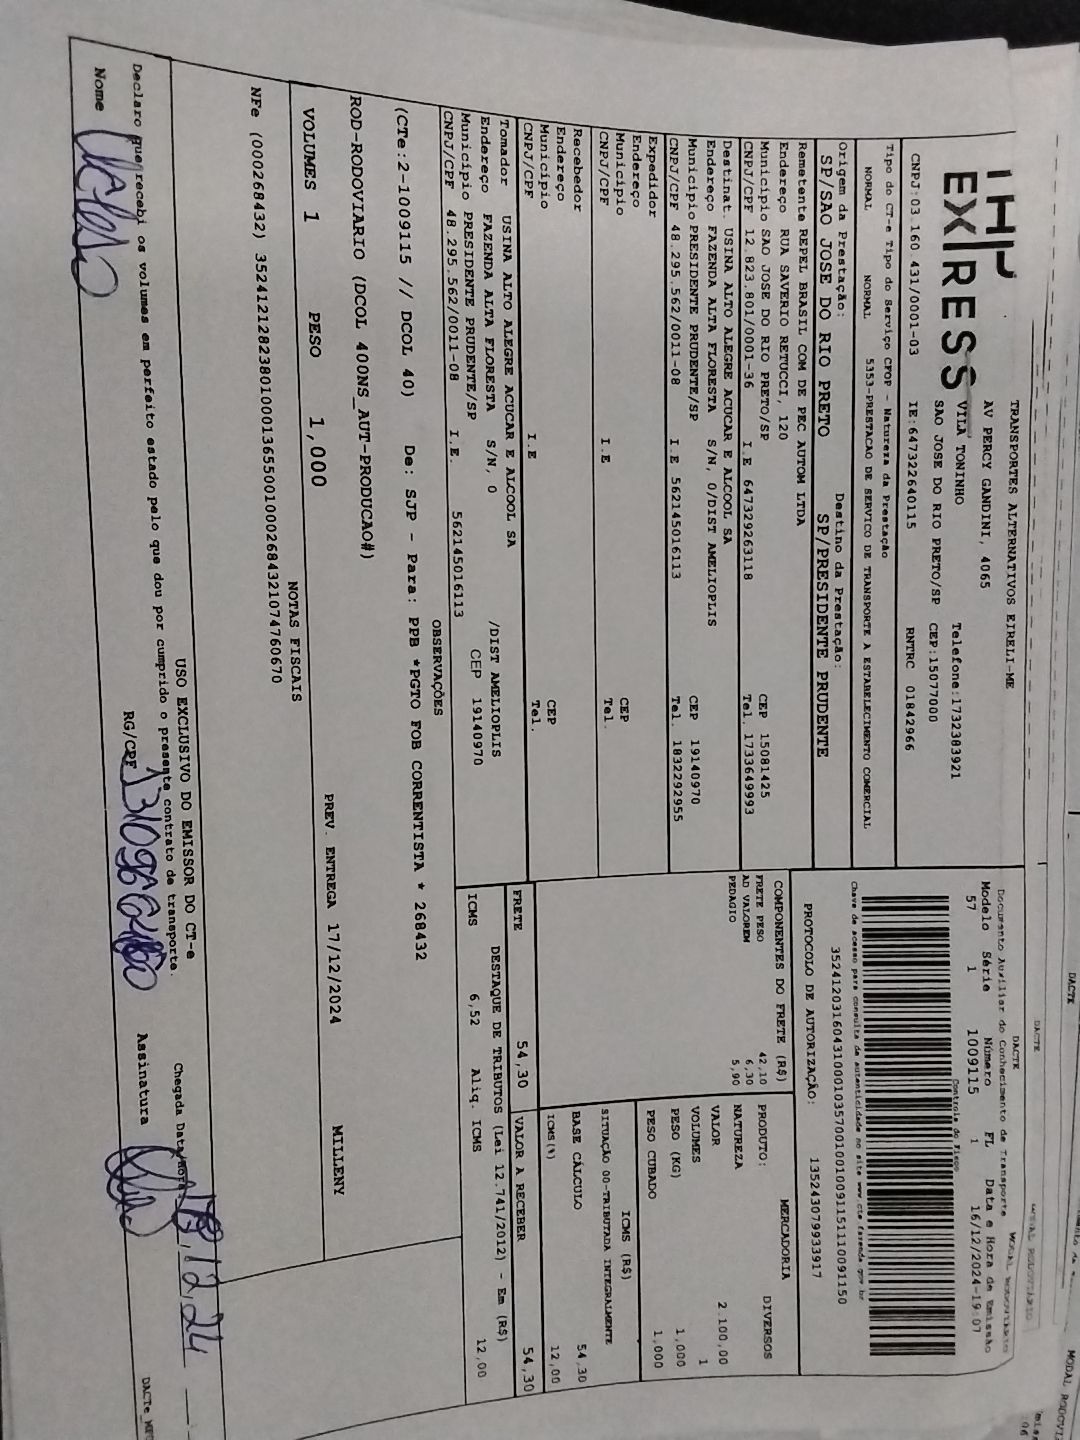 THP
EXPRESS
TRANSPORTES ALTERNATIVOS EIRELI-ME
AV PERCY GANDINI, 4065
VILA TONINHO Telefone:1732383921
SAO JOSE DO RIO PRETO/SP CEP:15077000
CNPJ:03.160 431/0001-03 IE:647322640115 RNTRC 01842966
Tipo do CT-e Tipo do Serviço CFOP - Natureza da Prestação
NORMAL NORMAL 5353-PRESTACAO DE SERVICO DE TRANSPORTE A ESTABELECIMENTO COMERCIAL
Origem da Prestação: Destino da Prestação:
SP/SAO JOSE DO RIO PRETO SP/PRESIDENTE PRUDENTE
Remetente REPEL BRASIL COM DE PEC AUTOM LTDA
Endereço RUA SAVERIO RETUCCI, 120
Município SAO JOSE DO RIO PRETO/SP CEP 15081425
CNPJ/CPF 12.823.801/0001-36 I.E 647329263118 Tel. 1733649993
Destinat. USINA ALTO ALEGRE ACUCAR E ALCOOL SA
Endereço FAZENDA ALTA FLORESTA S/N, 0/DIST AMELIOPLIS
Município PRESIDENTE PRUDENTE/SP CEP 19140970
CNPJ/CPF 48.295.562/0011-08 I.E 562145016113 Tel. 1832292955
Expedidor
Endereço
Município CEP
CNPJ/CPF I.E Tel.
Recebedor
Endereço
Município CEP
CNPJ/CPF I.E Tel.
Tomador USINA ALTO ALEGRE ACUCAR E ALCOOL SA
Endereço FAZENDA ALTA FLORESTA S/N, 0 /DIST AMELIOPLIS
Município PRESIDENTE PRUDENTE/SP CEP 19140970
CNPJ/CPF 48.295.562/0011-08 I.E. 562145016113
Documento Auxiliar do Conhecimento de Transporte
DACTE
MODAL RODOVIARIO
Modelo Série Número FL Data e Hora de Emissão
57 1 1009115 1 16/12/2024-19:07
Controle do Fisco
Chave de acesso para consulta de autenticidade no site www.cte.fazenda.gov.br
35241203160431000103570010010091151110091150
PROTOCOLO DE AUTORIZAÇÃO: 135243079933917
COMPONENTES DO FRETE (R$)
FRETE PESO 42,10
AD VALOREM 6,30
PEDAGIO 5,90
MERCADORIA
PRODUTO: DIVERSOS
NATUREZA
VALOR 2.100,00
VOLUMES 1
PESO (KG) 1,000
PESO CUBADO 1,000
ICMS (R$)
SITUAÇÃO 00-TRIBUTADA INTEGRALMENTE
BASE CÁLCULO 54,30
ICMS(%) 12,00
FRETE 54,30 VALOR A RECEBER 54,30
DESTAQUE DE TRIBUTOS (Lei 12.741/2012) - Em (R$)
ICMS 6,52 Aliq. ICMS 12,00
OBSERVAÇÕES
(CTe:2-1009115 // DCOL 40) De: SJP - Para: PPB *PGTO FOB CORRENTISTA * 268432
ROD-RODOVIARIO (DCOL 400NS_AUT-PRODUCAO#)
VOLUMES 1 PESO 1,000 PREV. ENTREGA 17/12/2024 MILLENY
NOTAS FISCAIS
NFe (000268432) 35241212823801000136550010002684321074760670
USO EXCLUSIVO DO EMISSOR DO CT-e
Declaro que recebi os volumes em perfeito estado pelo que dou por cumprido o presente contrato de transporte.
Chegada Data/Hora 18,12,24
Nome RG/CPF Assinatura
DACTE
DACTE
MODAL RODOVIARIO